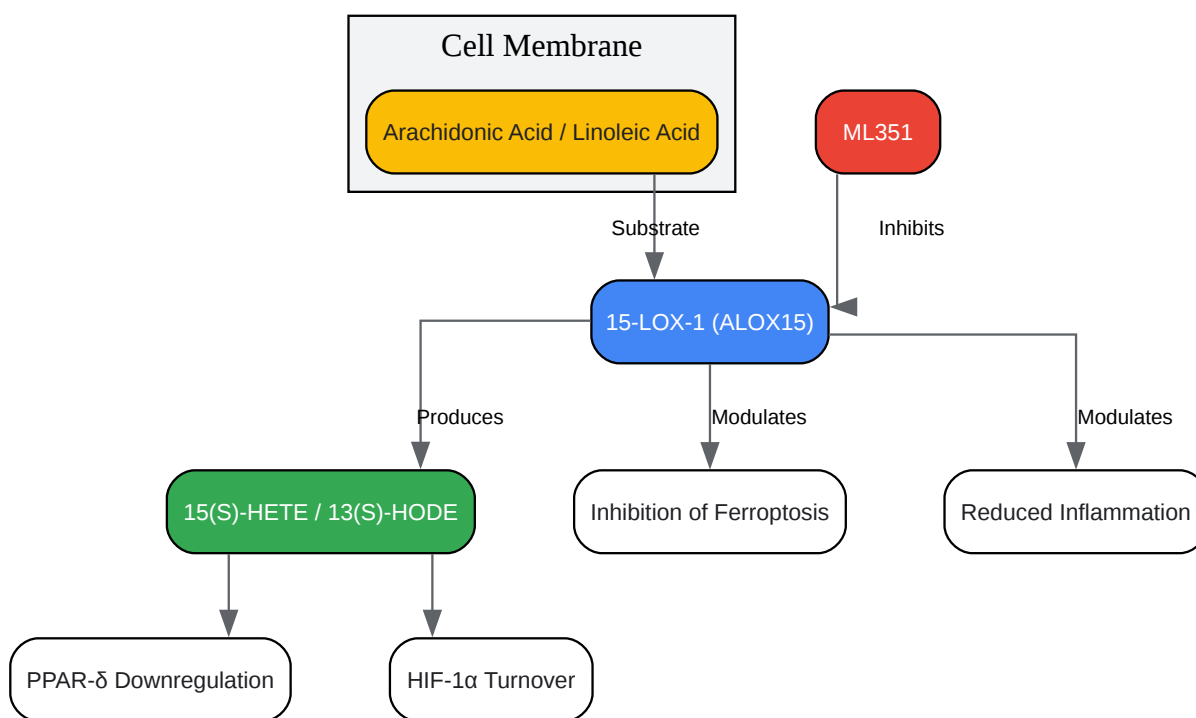 Cell Membrane
Arachidonic Acid / Linoleic Acid
ML351
Substrate
Inhibits
15-LOX-1 (ALOX15)
Produces
Modulates
Modulates
15(S)-HETE / 13(S)-HODE
Inhibition of Ferroptosis
Reduced Inflammation
PPAR-δ Downregulation
HIF-1α Turnover